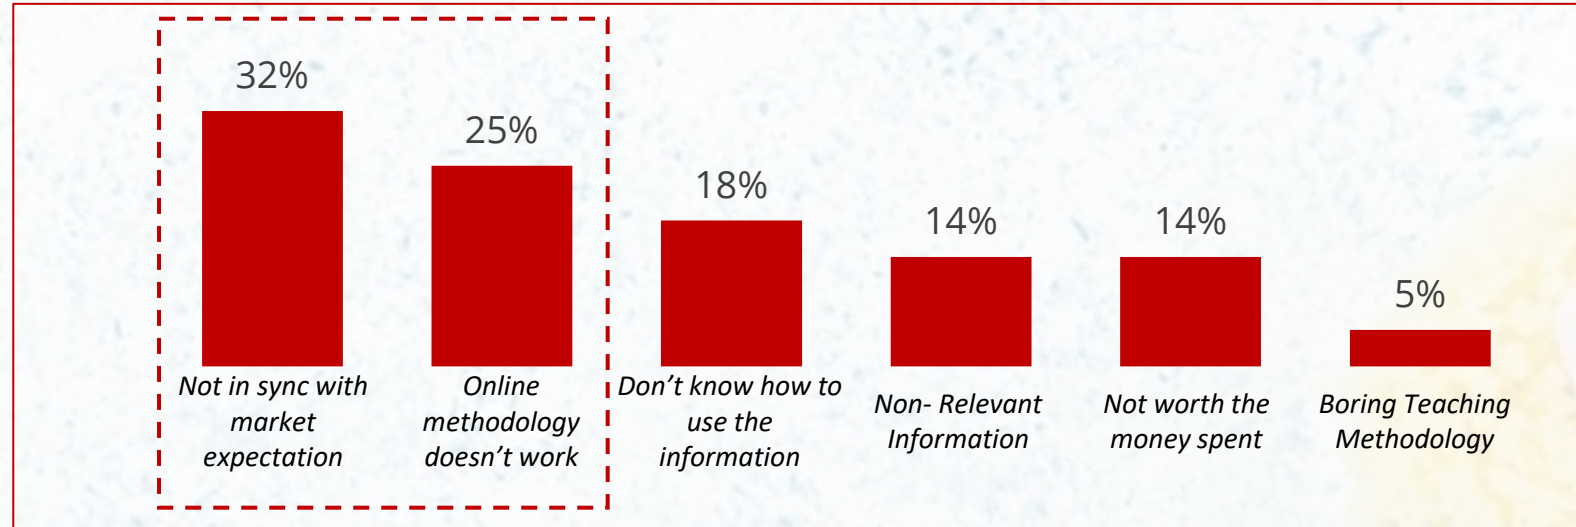 32%
25%
18%
14%
14%
5%
Not in sync with
market
expectation
Online
methodology
doesn’t work
Don’t know how to
use the
information
Non- Relevant
Information
Not worth the
money spent
Boring Teaching
Methodology